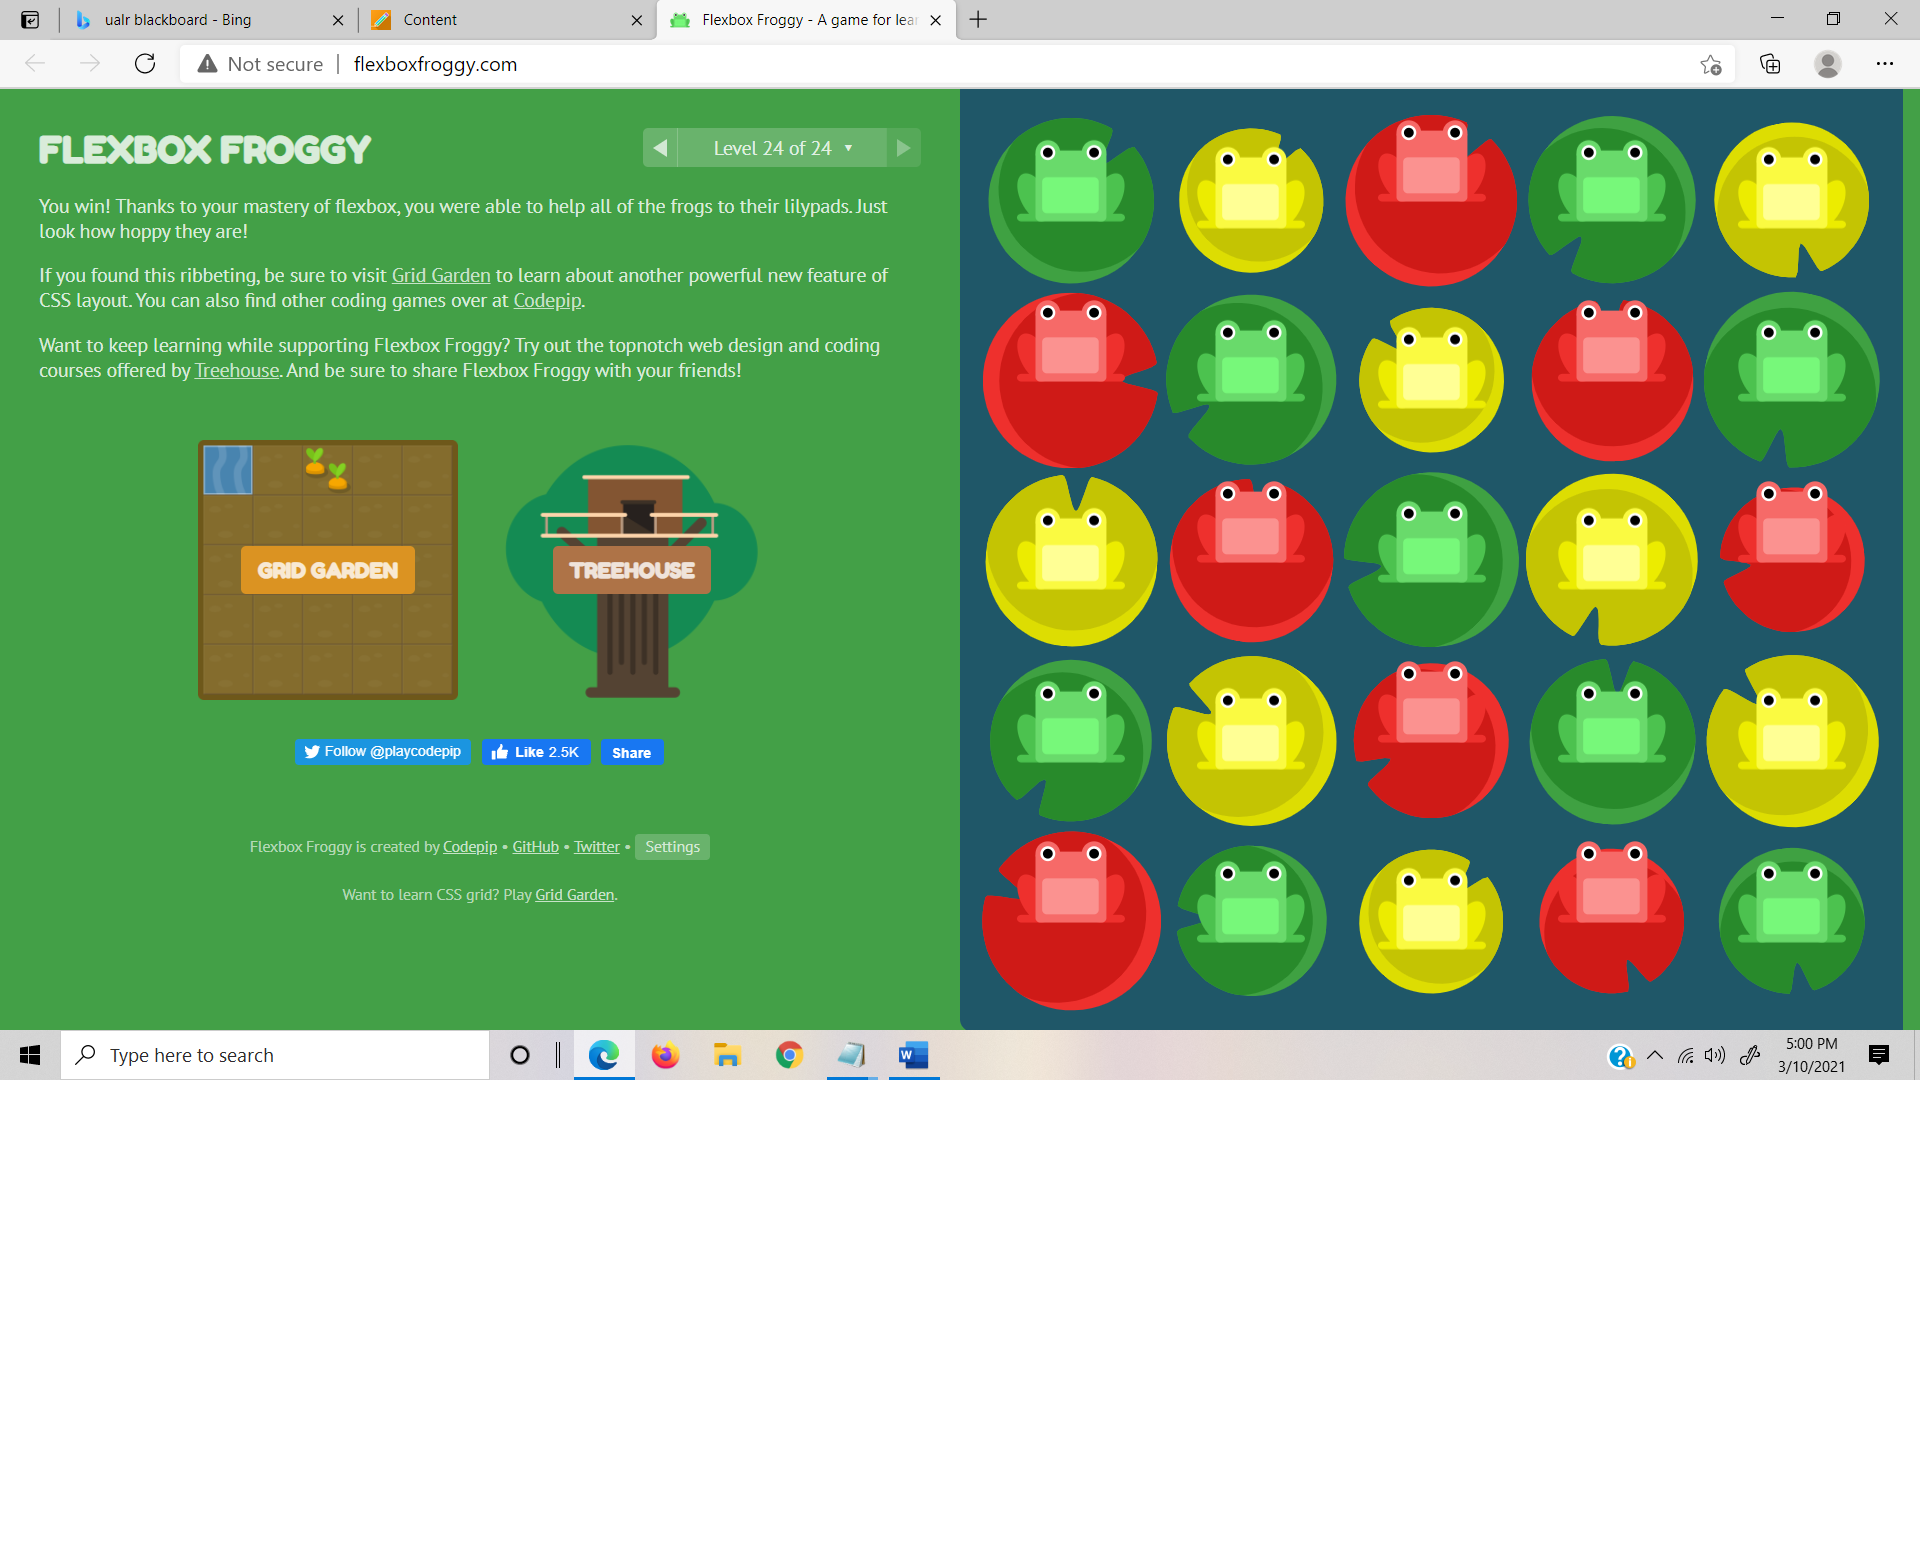 ualr blackboard - Bing
Content
Flexbox Froggy - A game for lear
Not secure | flexboxfroggy.com
FLEXBOX FROGGY
Level 24 of 24
You win! Thanks to your mastery of flexbox, you were able to help all of the frogs to their lilypads. Just
look how hoppy they are!
If you found this ribbeting, be sure to visit Grid Garden to learn about another powerful new feature of
CSS layout. You can also find other coding games over at Codepip.
Want to keep learning while supporting Flexbox Froggy? Try out the topnotch web design and coding
courses offered by Treehouse. And be sure to share Flexbox Froggy with your friends!
GRID GARDEN
TREEHOUSE
Follow @playcodepip
Like 2.5K
Share
Flexbox Froggy is created by Codepip • GitHub • Twitter • Settings
Want to learn CSS grid? Play Grid Garden.
Type here to search
5:00 PM
3/10/2021